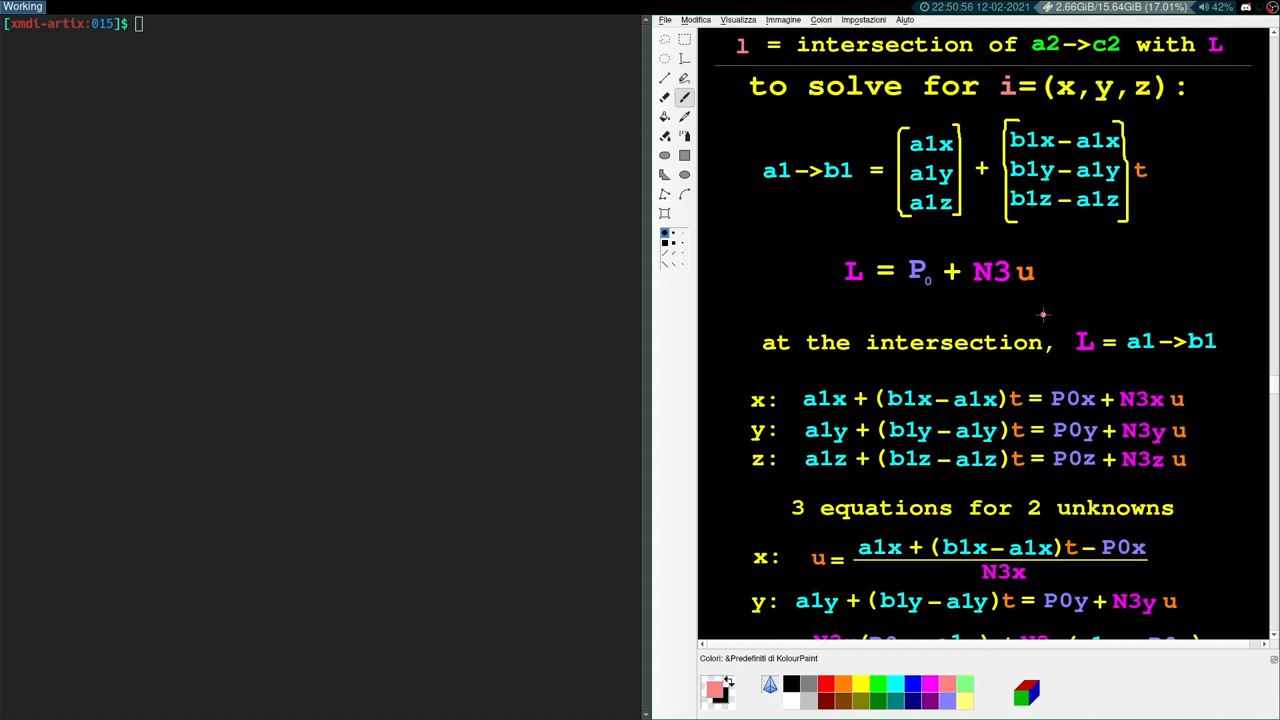 Working
22:50:56 12-02-2021
2.66GiB/15.64GiB (17.01%)
42%
[xmdi-artix:015]$
File Modifica Visualizza Immagine Colori Impostazioni Aiuto
l = intersection of a2->c2 with L
to solve for i=(x,y,z):
a1->b1 = [a1x a1y a1z] + [b1x-a1x b1y-a1y b1z-a1z] t
L = P0 + N3u
at the intersection, L = a1->b1
x: a1x+(b1x-a1x)t= P0x+N3x u
y: a1y+(b1y-a1y)t= P0y+N3y u
z: a1z+(b1z-a1z)t= P0z+N3z u
3 equations for 2 unknowns
x: u= a1x+(b1x-a1x)t-P0x
N3x
y: a1y+(b1y-a1y)t= P0y+N3y u
Colori: &Predefiniti di KolourPaint